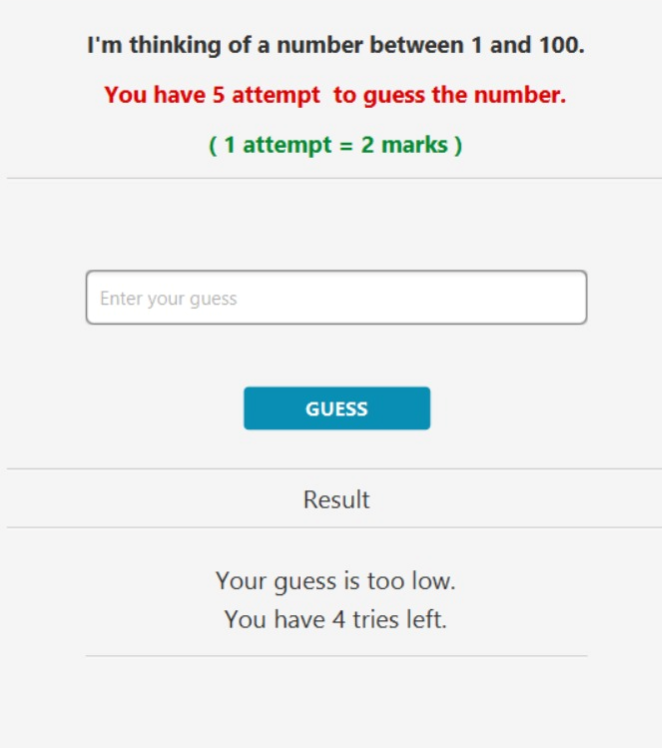 I'm thinking of a number between 1 and 100.
You have 5 attempt  to guess the number.
( 1 attempt = 2 marks )
Enter your guess
GUESS
Result
Your guess is too low.
You have 4 tries left.